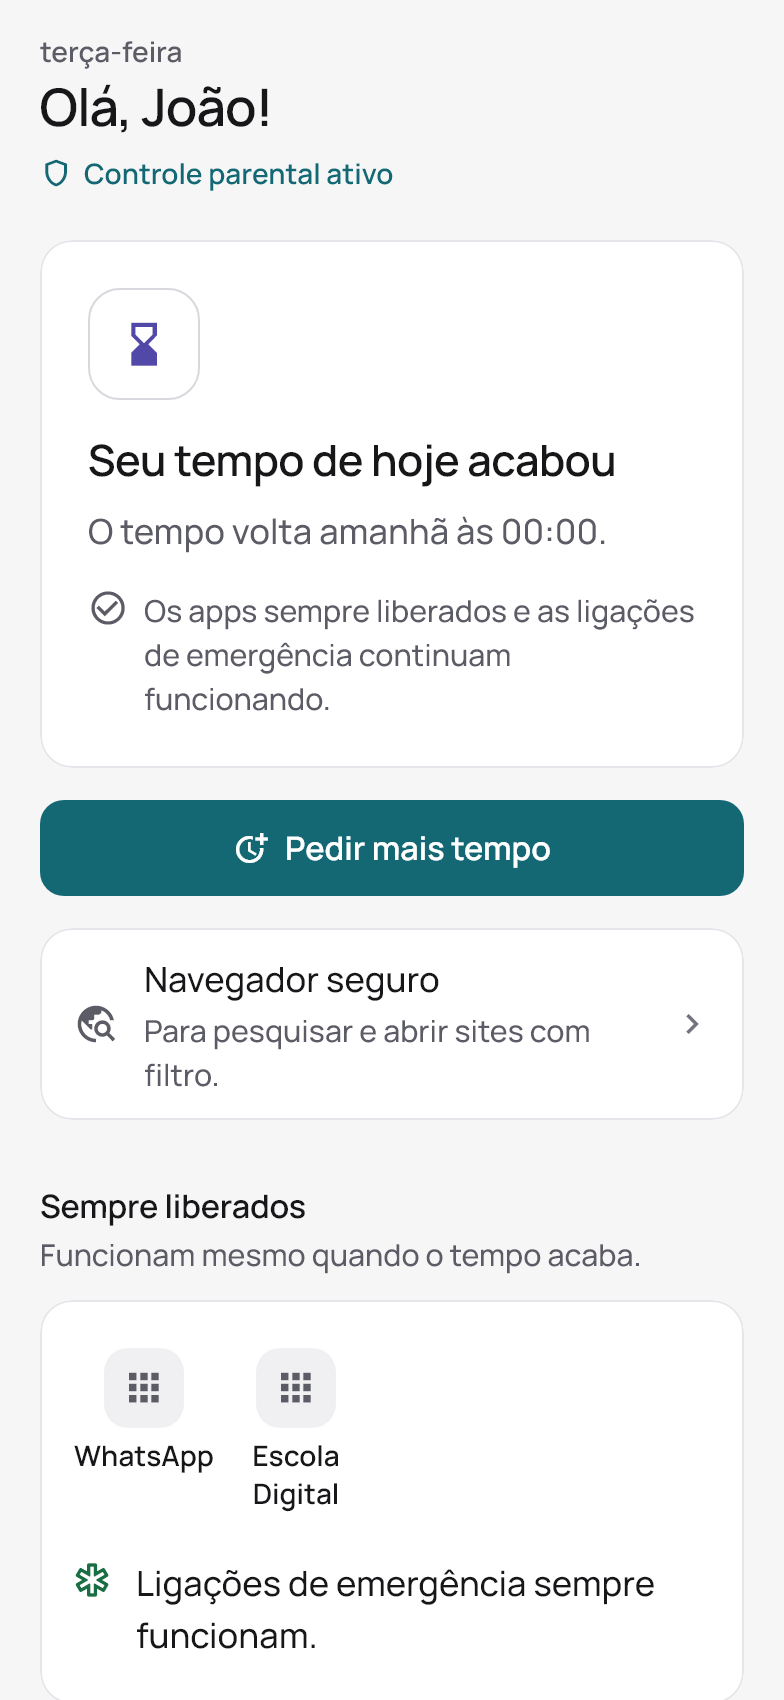 terça-feira
Olá, João!
Controle parental ativo
Seu tempo de hoje acabou
O tempo volta amanhã às 00:00.
Os apps sempre liberados e as ligações
de emergência continuam
funcionando.
Pedir mais tempo
Navegador seguro
Para pesquisar e abrir sites com
filtro.
Sempre liberados
Funcionam mesmo quando o tempo acaba.
WhatsApp
Escola
Digital
Ligações de emergência sempre
funcionam.